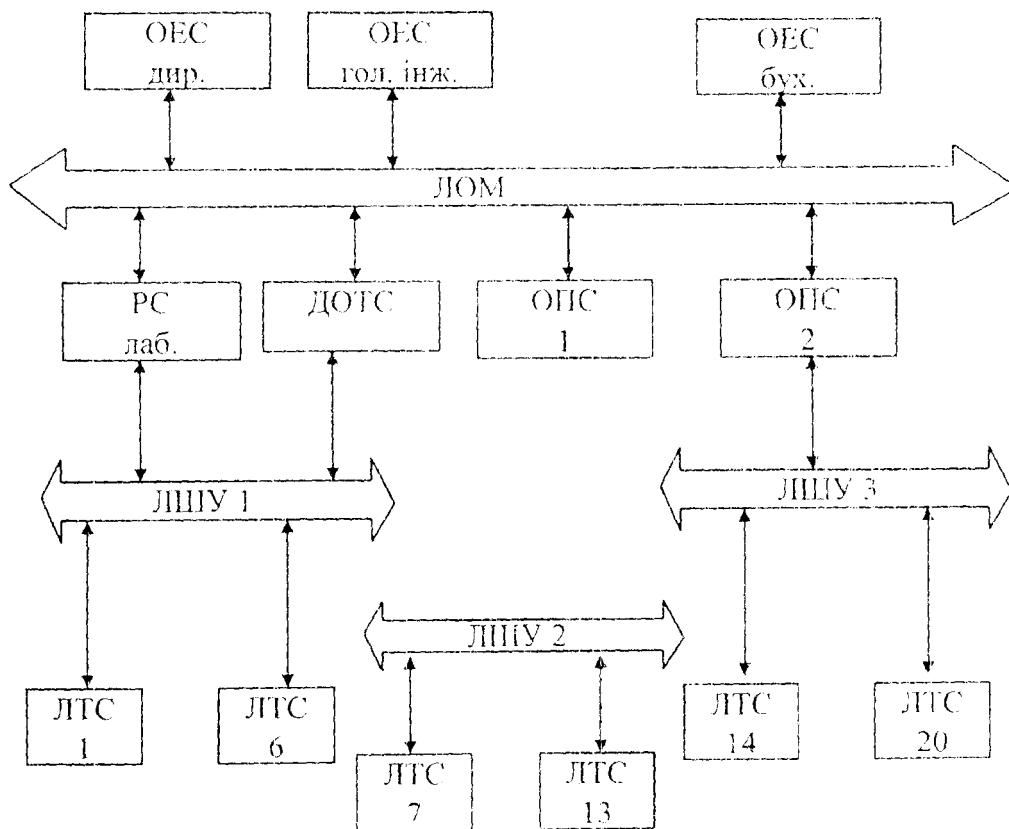 ОЕС
дир.
ОЕС
гол. інж.
ОЕС
бух.
ЛОМ
РС
лаб.
ДОТС
ОПС
1
ОПС
2
ЛШУ 1
ЛШУ 3
ЛШУ 2
ЛТС
1
ЛТС
6
ЛТС
14
ЛТС
20
ЛТС
7
ЛТС
13